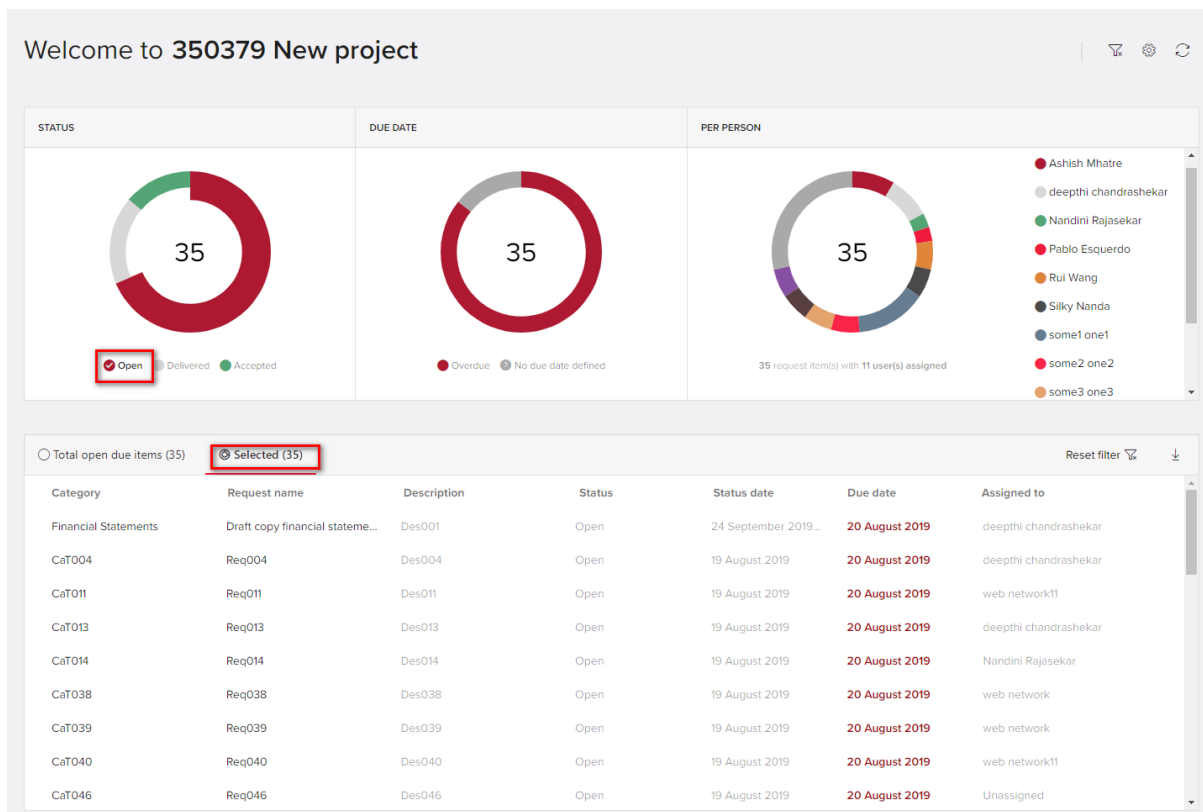 Welcome to 350379 New project
STATUS
DUE DATE
PER PERSON
35
Open
Delivered
Accepted
35
Overdue
No due date defined
35
35 request item(s) with 11 user(s) assigned
Ashish Mhatre
deepthi chandrashekar
Nandini Rajasekar
Pablo Esquerdo
Rui Wang
Silky Nanda
some1 one1
some2 one2
some3 one3
Total open due items (35)
Selected (35)
Reset filter
Category Request name Description Status Status date Due date Assigned to
Financial Statements Draft copy financial stateme... Des001 Open 24 September 2019... 20 August 2019 deepthi chandrashekar
CaT004 Req004 Des004 Open 19 August 2019 20 August 2019 deepthi chandrashekar
CaT011 Req011 Des011 Open 19 August 2019 20 August 2019 web network11
CaT013 Req013 Des013 Open 19 August 2019 20 August 2019 deepthi chandrashekar
CaT014 Req014 Des014 Open 19 August 2019 20 August 2019 Nandini Rajasekar
CaT038 Req038 Des038 Open 19 August 2019 20 August 2019 web network
CaT039 Req039 Des039 Open 19 August 2019 20 August 2019 web network
CaT040 Req040 Des040 Open 19 August 2019 20 August 2019 web network11
CaT046 Req046 Des046 Open 19 August 2019 20 August 2019 Unassigned